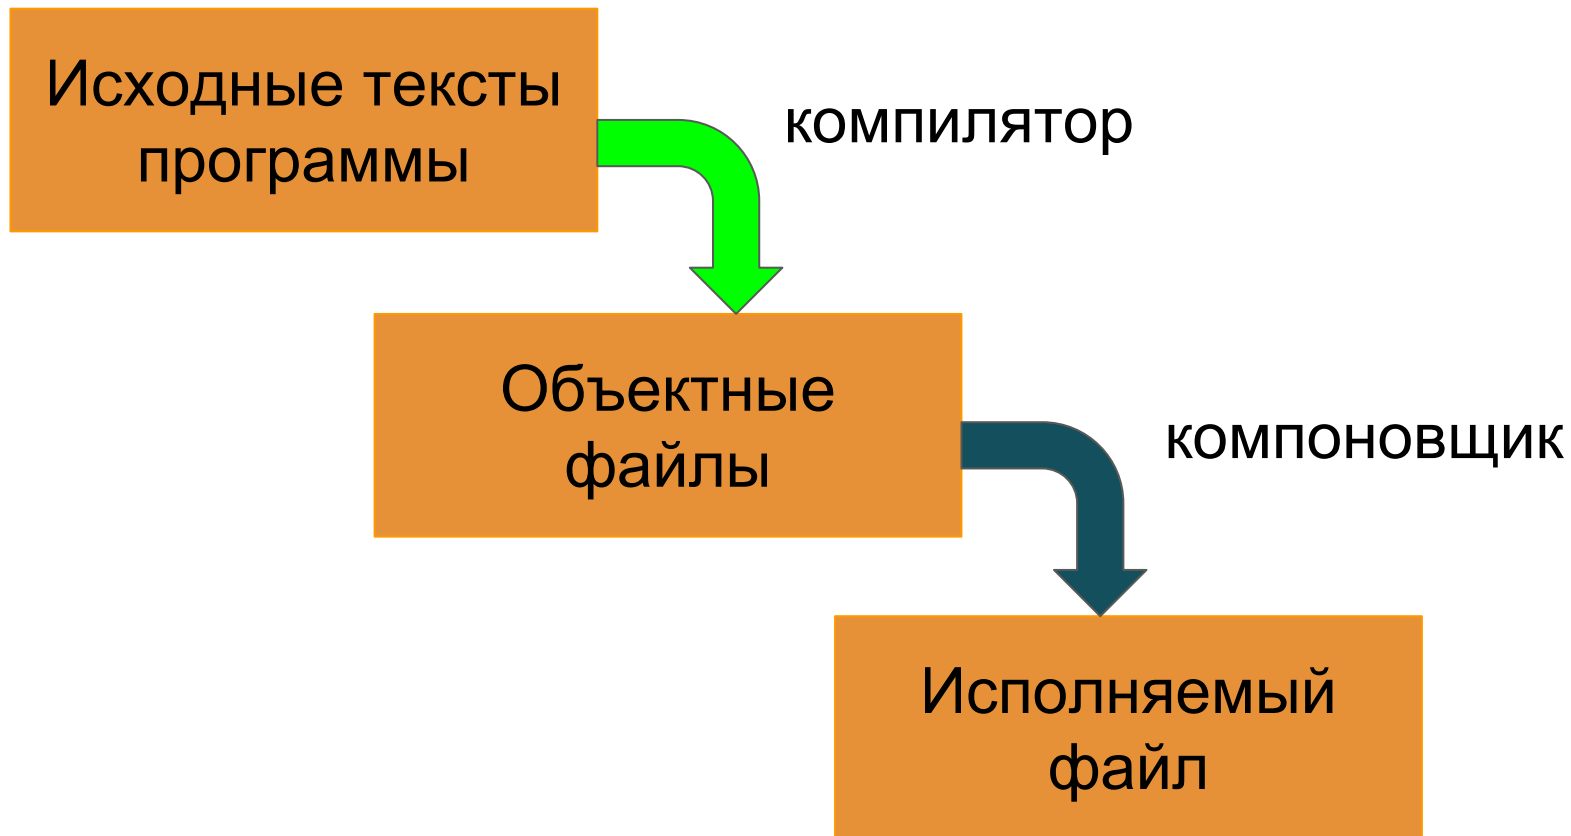 Исходные тексты
программы
компилятор
Объектные
файлы
компоновщик
Исполняемый
файл